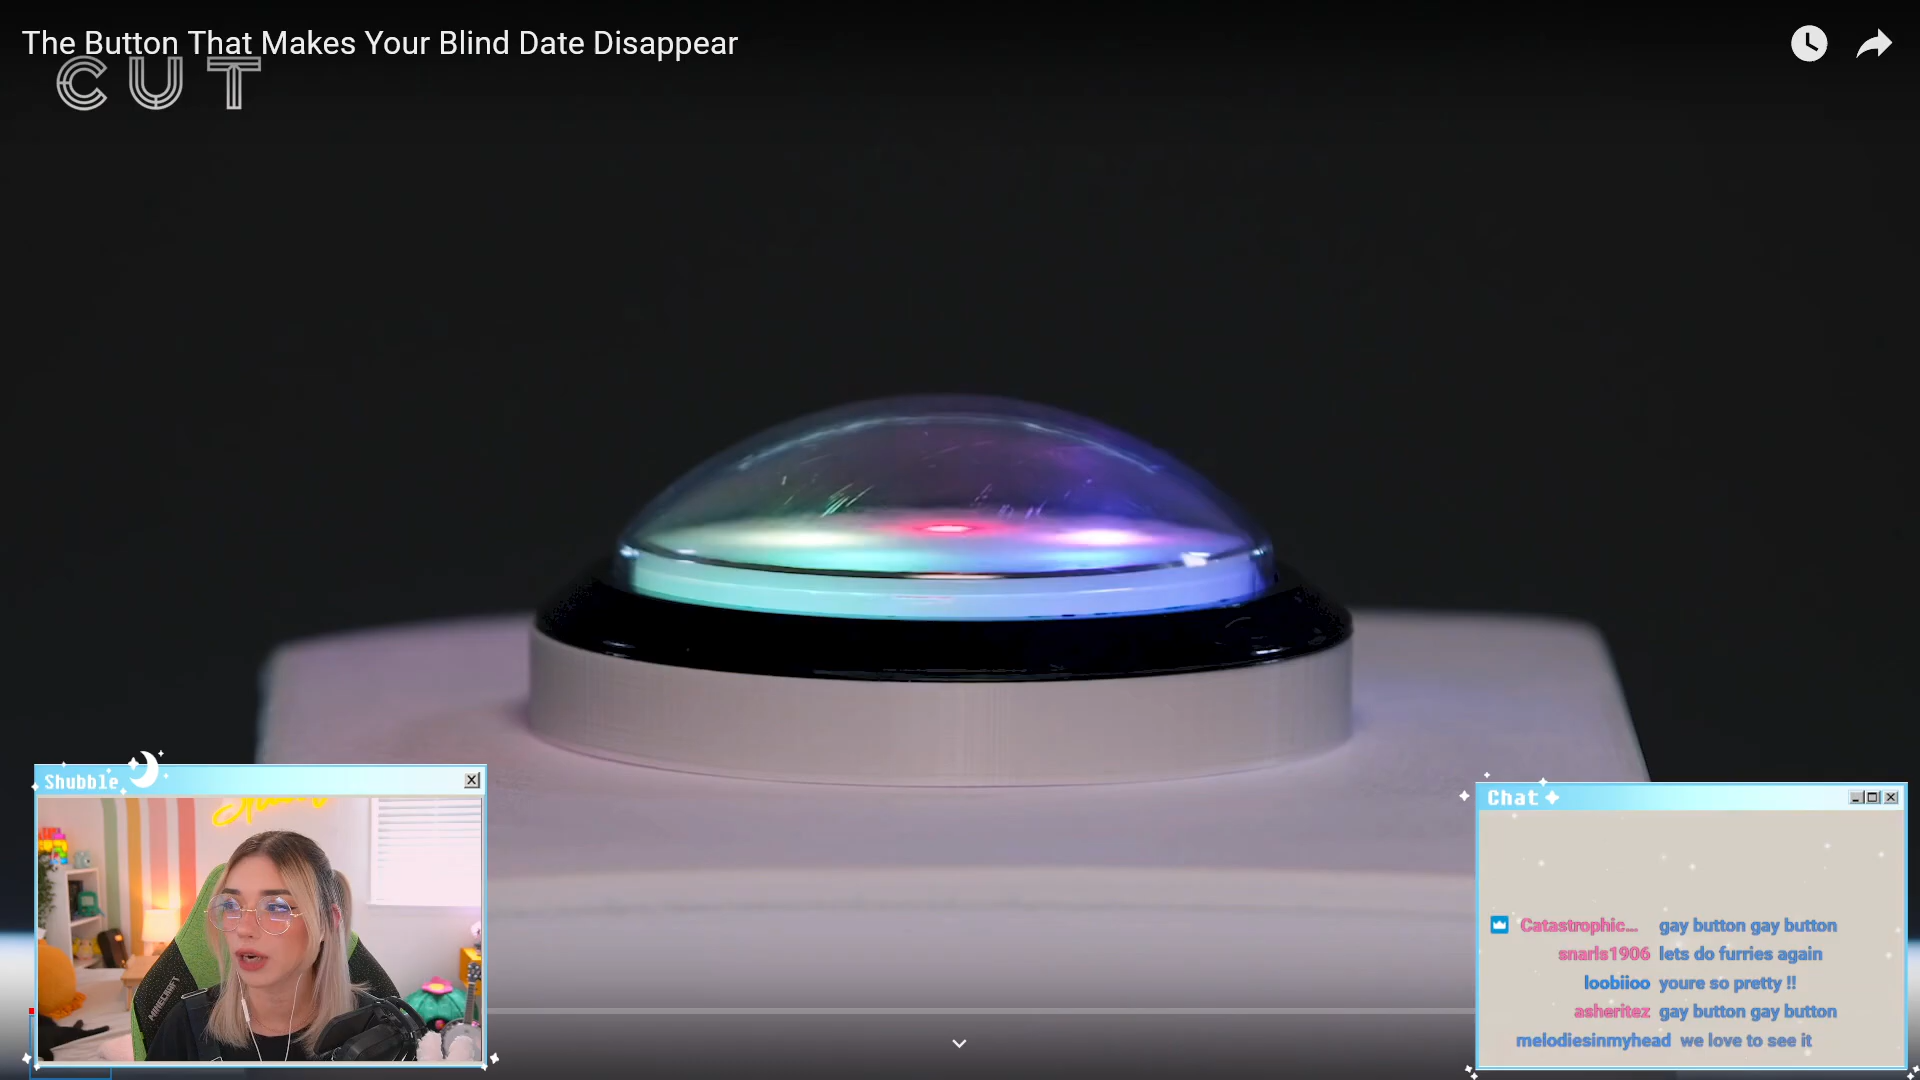 The Button That Makes Your Blind Date Disappear
CUT
Shubble
MINECRAFT
Chat
Catastrophic... gay button gay button
snarls1906 lets do furries again
loobiioo youre so pretty !!
asheritez gay button gay button
melodiesinmyhead we love to see it